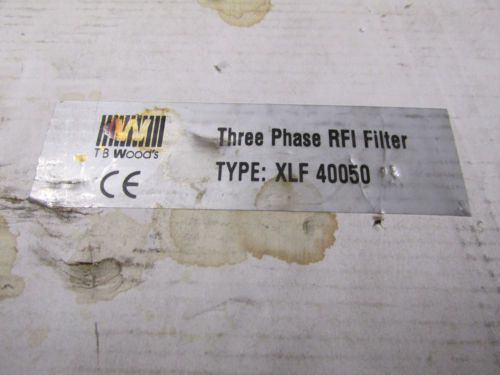 TB Wood's
CE
Three Phase RFI Filter
TYPE: XLF 40050